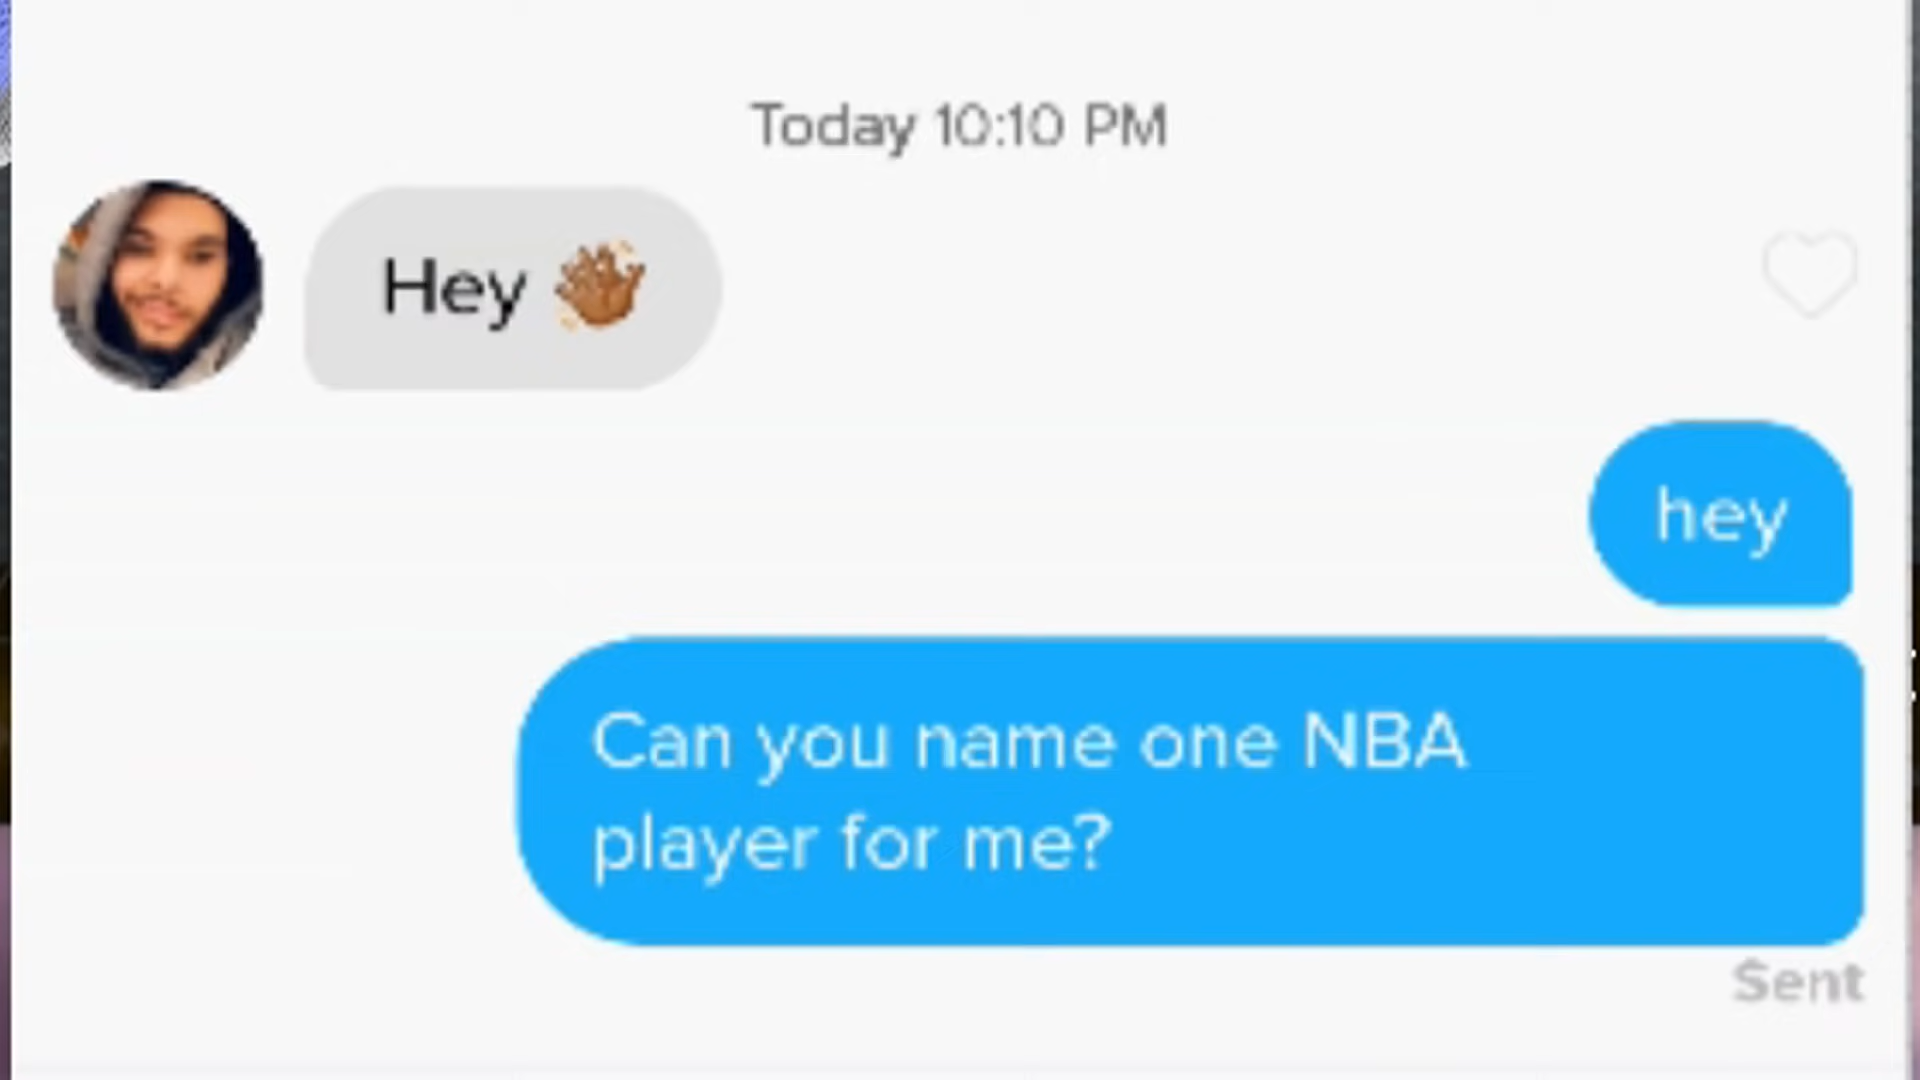 Today 10:10 PM
Hey 👋🏾
hey
Can you name one NBA
player for me?
Sent